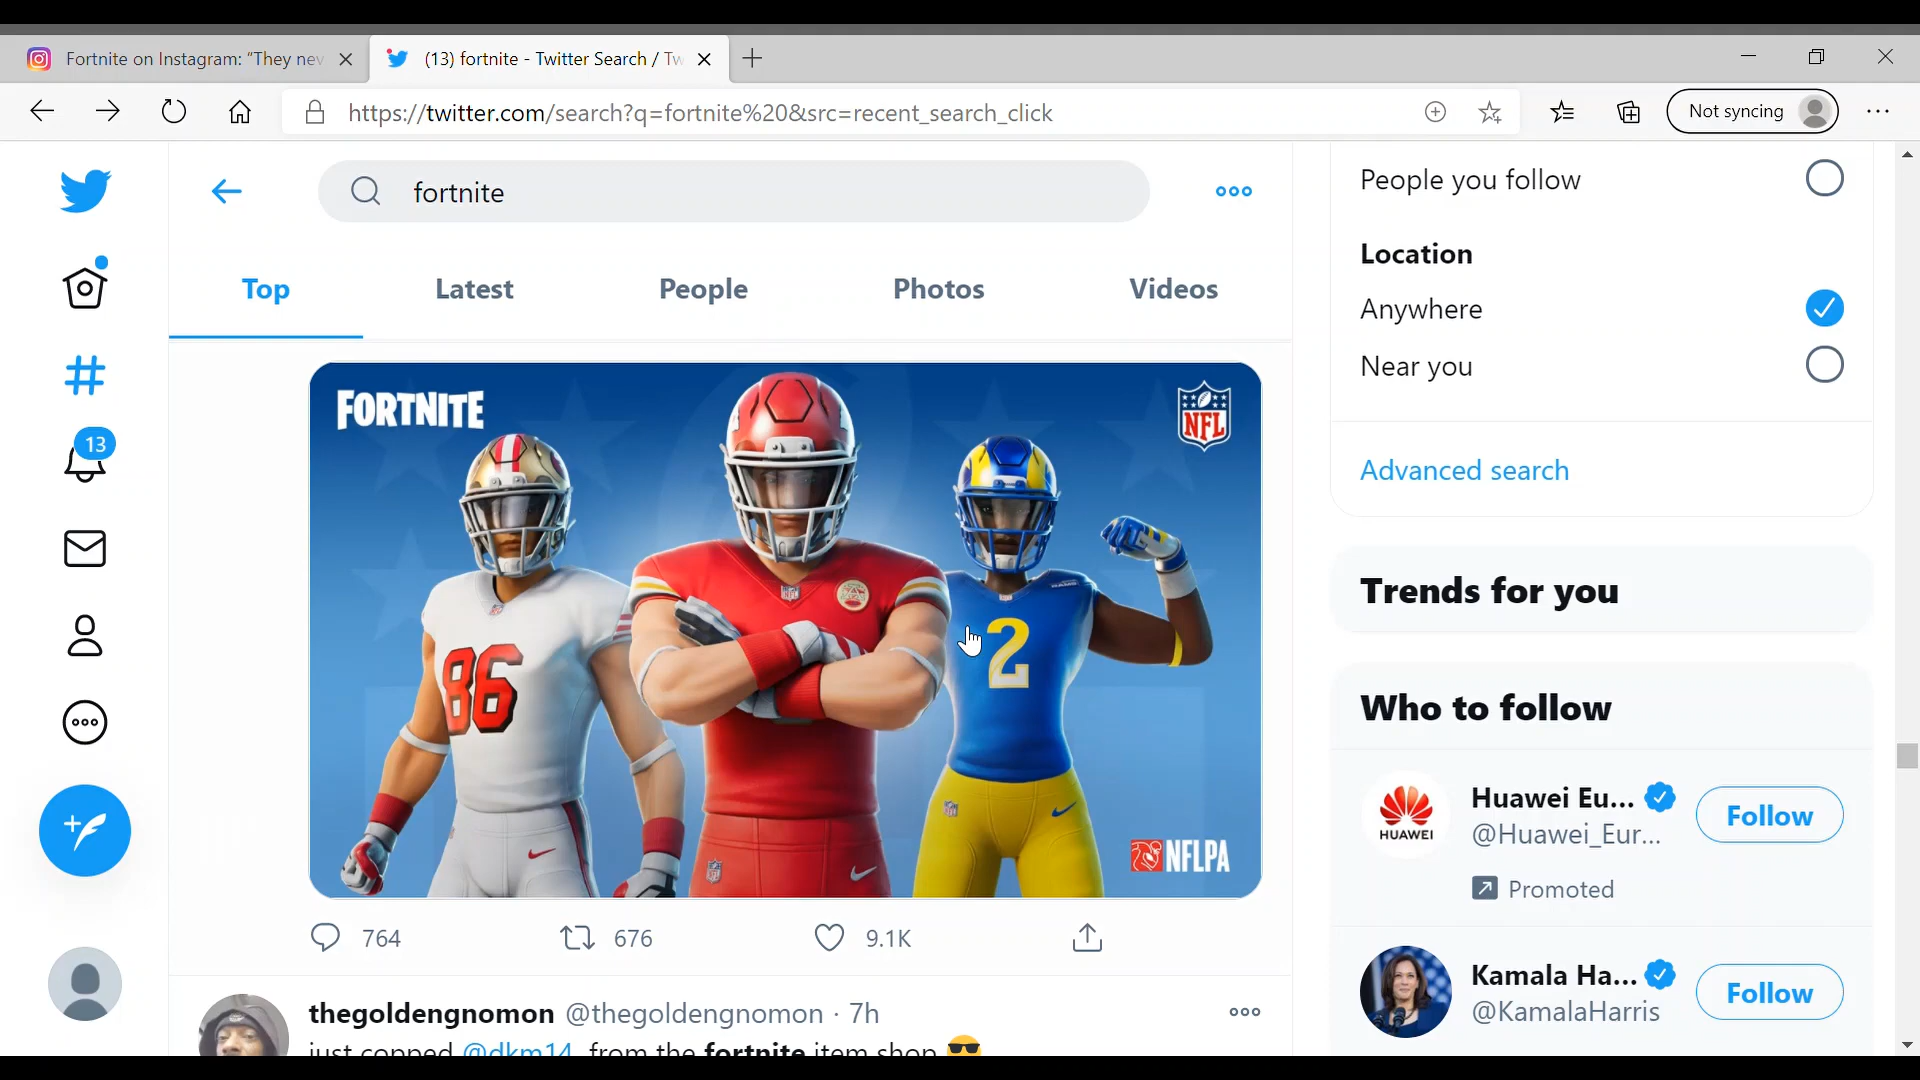 Fortnite on Instagram: “They nev
(13) fortnite - Twitter Search / Tw
https://twitter.com/search?q=fortnite%20&src=recent_search_click
Not syncing
fortnite
Top
Latest
People
Photos
Videos
13
FORTNITE
NFL
86
2
RAMS
NFLPA
764
676
9.1K
thegoldengnomon @thegoldengnomon · 7h
just copped @dkm14 from the fortnite item shop
People you follow
Location
Anywhere
Near you
Advanced search
Trends for you
Who to follow
HUAWEI
Huawei Eu...
@Huawei_Eur...
Follow
Promoted
Kamala Ha...
@KamalaHarris
Follow